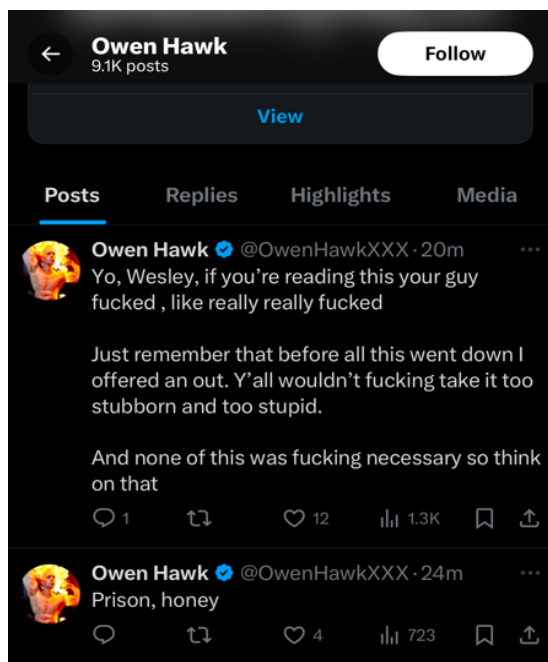 Owen Hawk
9.1K posts
Follow
View
Posts Replies Highlights Media
Owen Hawk @OwenHawkXXX·20m
Yo, Wesley, if you’re reading this your guy
fucked , like really really fucked
Just remember that before all this went down I
offered an out. Y’all wouldn’t fucking take it too
stubborn and too stupid.
And none of this was fucking necessary so think
on that
1 12 1.3K
Owen Hawk @OwenHawkXXX·24m
Prison, honey
4 723